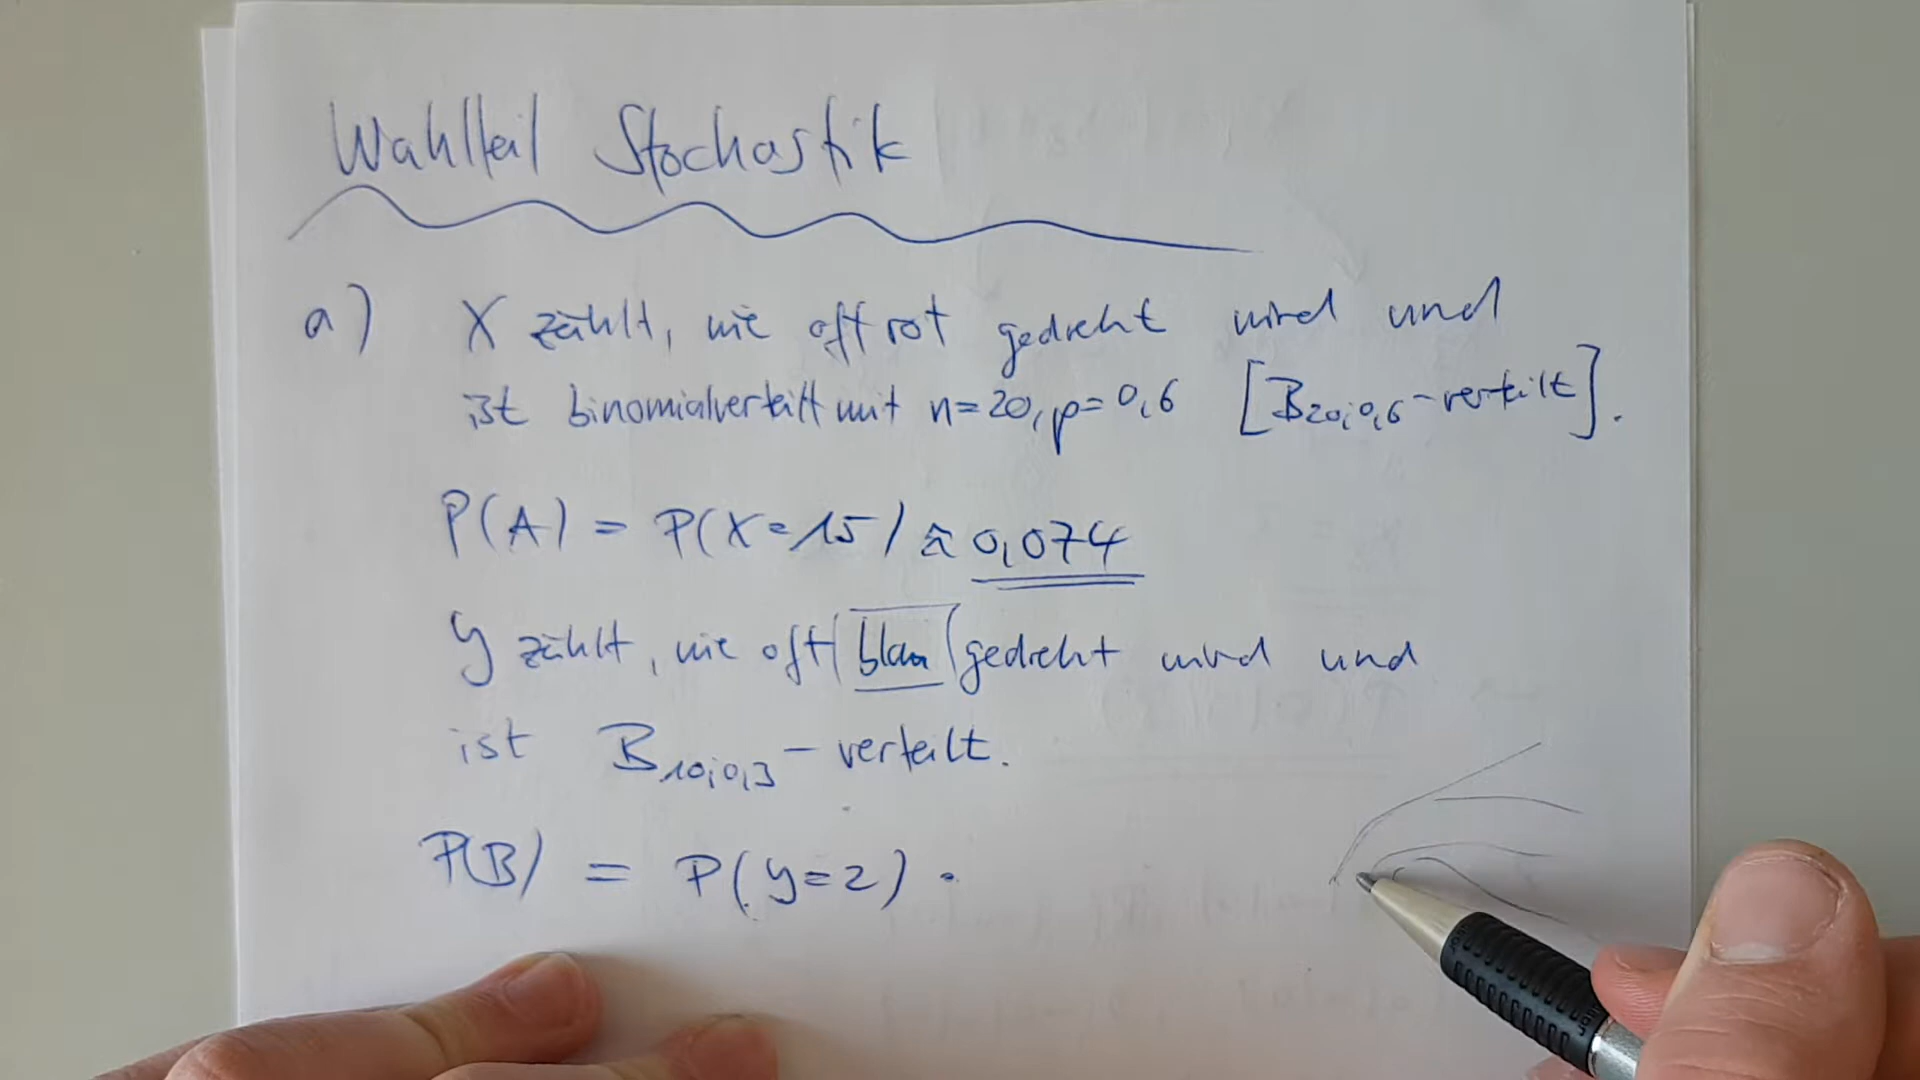 Wahlteil Stochastik
a) X zählt, wie oft rot gedreht wird und
ist binomialverteilt mit n=20, p=0,6 [B20;0,6-verteilt].
P(A) = P(X=15) ≈ 0,074
Y zählt, wie oft blau gedreht wird und
ist B10;0,3-verteilt.
P(B) = P(Y=2) ·